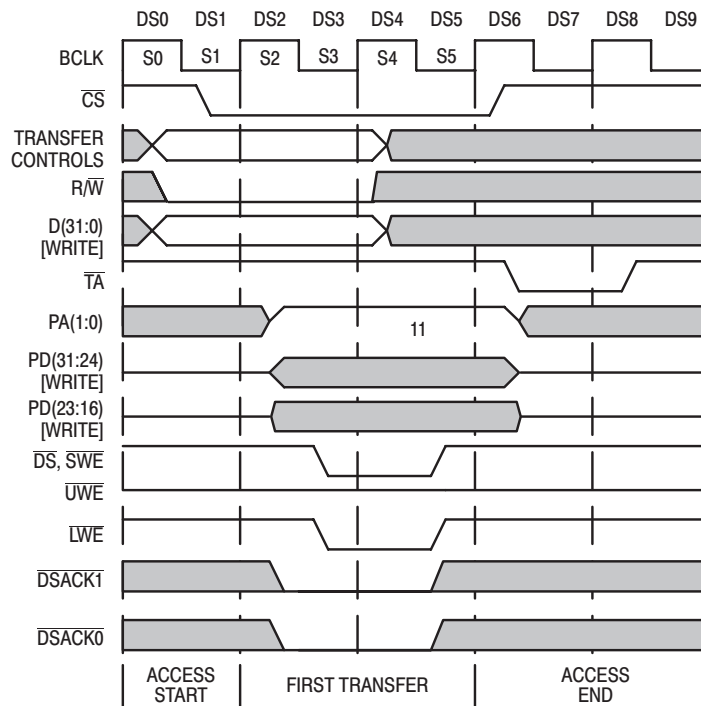 DS0 DS1 DS2 DS3 DS4 DS5 DS6 DS7 DS8 DS9
BCLK S0 S1 S2 S3 S4 S5
CS
TRANSFER
CONTROLS
R/W
D(31:0)
[WRITE]
TA
PA(1:0) 11
PD(31:24)
[WRITE]
PD(23:16)
[WRITE]
DS, SWE
UWE
LWE
DSACK1
DSACK0
ACCESS
START
FIRST TRANSFER
ACCESS
END